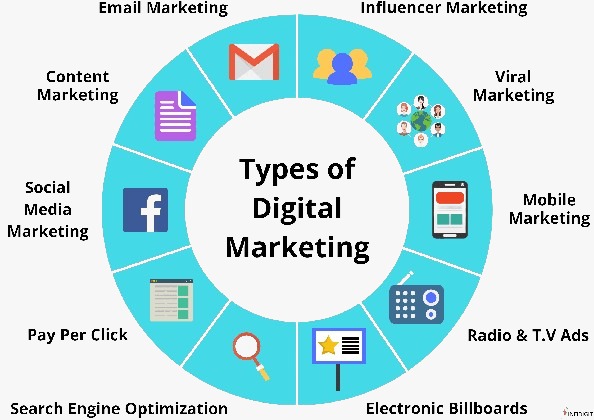 Email Marketing
Influencer Marketing
Content
Marketing
Viral
Marketing
Types of
Digital
Marketing
Social
Media
Marketing
Mobile
Marketing
Pay Per Click
Radio & T.V Ads
Search Engine Optimization
Electronic Billboards